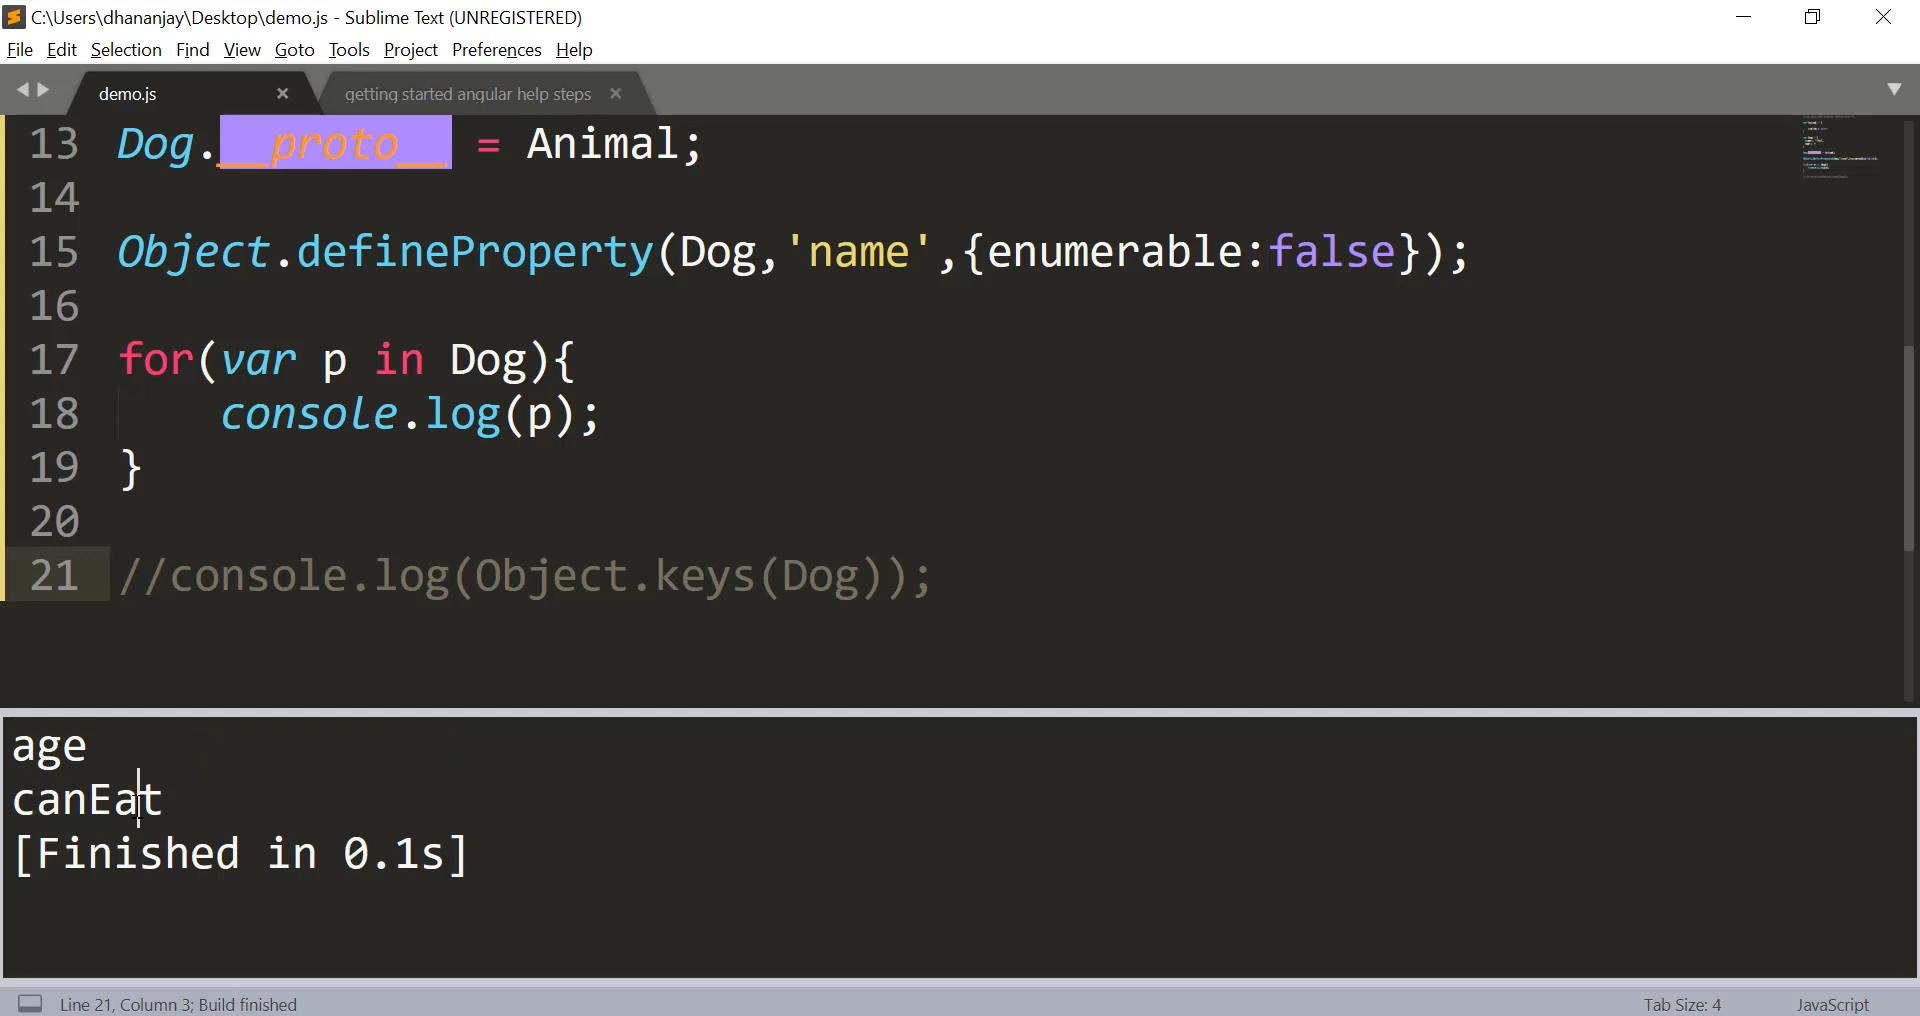 C:\Users\dhananjay\Desktop\demo.js - Sublime Text (UNREGISTERED)
File Edit Selection Find View Goto Tools Project Preferences Help
demo.js getting started angular help steps
13 Dog.__proto__ = Animal;
14
15 Object.defineProperty(Dog,'name',{enumerable:false});
16
17 for(var p in Dog){
18 console.log(p);
19 }
20
21 //console.log(Object.keys(Dog));
age
canEat
[Finished in 0.1s]
Line 21, Column 3; Build finished Tab Size: 4 JavaScript